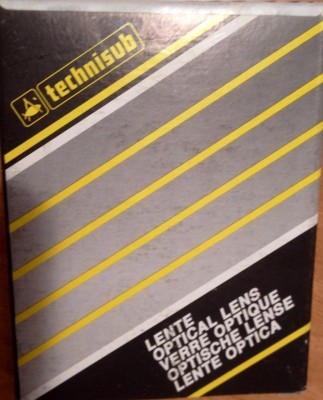 technisub
LENTE
OPTICAL LENS
VERRE OPTIQUE
OPTISCHE LENSE
LENTE OPTICA